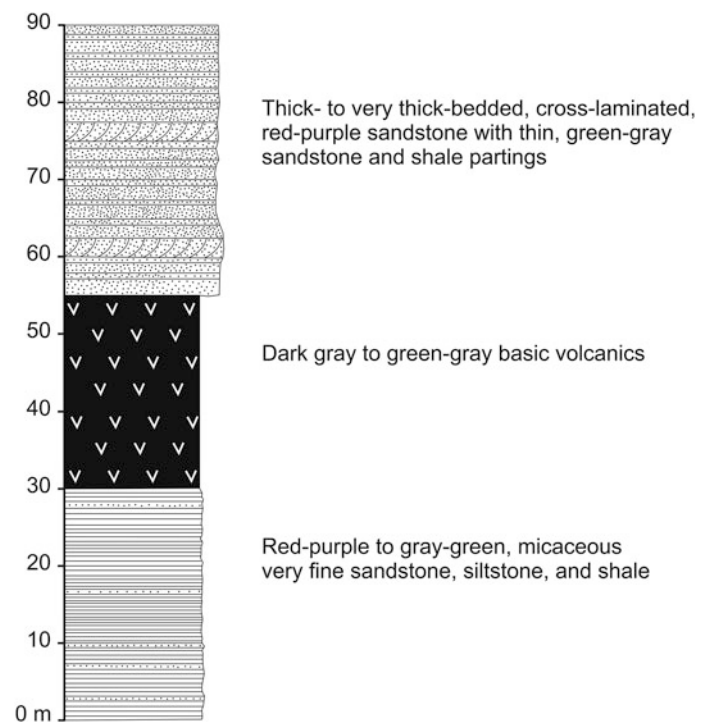 90
80
Thick- to very thick-bedded, cross-laminated,
red-purple sandstone with thin, green-gray
sandstone and shale partings
70
60
50
Dark gray to green-gray basic volcanics
40
30
Red-purple to gray-green, micaceous
very fine sandstone, siltstone, and shale
20
10
0 m